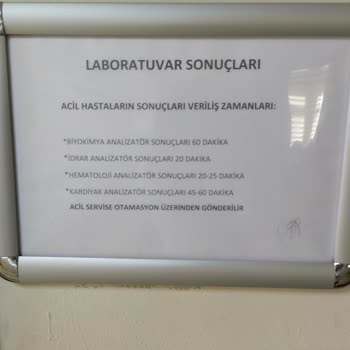 LABORATUVAR SONUÇLARI
ACİL HASTALARIN SONUÇLARI VERİLİŞ ZAMANLARI:
*BİYOKİMYA ANALİZATÖR SONUÇLARI 60 DAKİKA
*İDRAR ANALİZATÖR SONUÇLARI 20 DAKİKA
*HEMATOLOJİ ANALİZATÖR SONUÇLARI 20-25 DAKİKA
*KARDİYAK ANALİZATÖR SONUÇLARI 45-60 DAKİKA
ACİL SERVİSE OTAMASYON ÜZERİNDEN GÖNDERİLİR